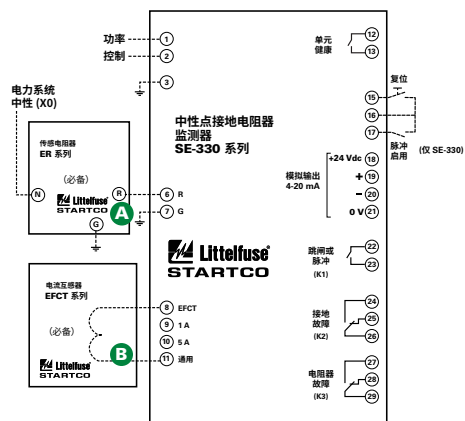 功率
1
控制
2
3
电力系统
中性 (X0)
传感电阻器
ER 系列
(必备)
N
R
Littelfuse®
STARTCO
A
G
6 R
7 G
电流互感器
EFCT 系列
(必备)
B
Littelfuse®
STARTCO
8 EFCT
9 1 A
10 5 A
11 通用
中性点接地电阻器
监测器
SE-330 系列
Littelfuse®
STARTCO
单元
健康
12
13
复位
15
16
17
脉冲
启用
(仅 SE-330)
模拟输出
4-20 mA
+24 Vdc 18
+ 19
− 20
0 V 21
跳闸或
脉冲
(K1)
22
23
接地
故障
(K2)
24
25
26
电阻器
故障
(K3)
27
28
29